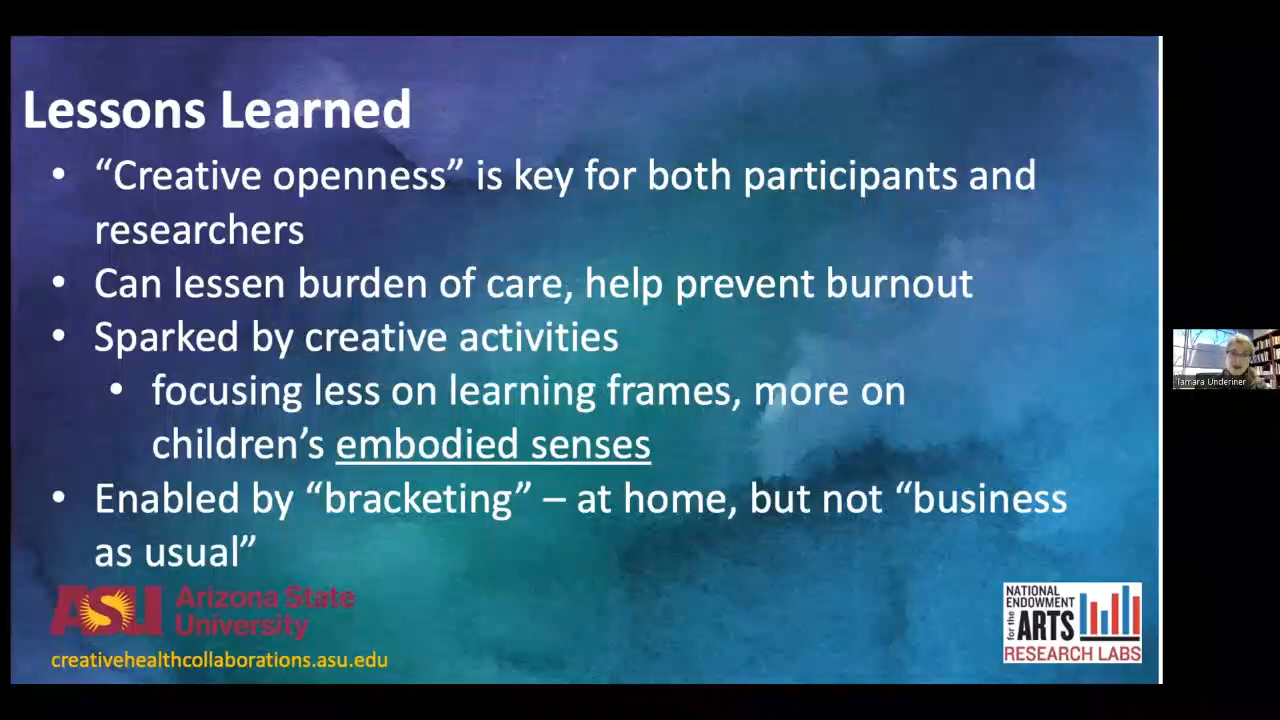 Lessons Learned
• “Creative openness” is key for both participants and
researchers
• Can lessen burden of care, help prevent burnout
• Sparked by creative activities
• focusing less on learning frames, more on
children’s embodied senses
• Enabled by “bracketing” – at home, but not “business
as usual”
ASU Arizona State
University
creativehealthcollaborations.asu.edu
NATIONAL
ENDOWMENT
for the ARTS
RESEARCH LABS
Tamara Underiner